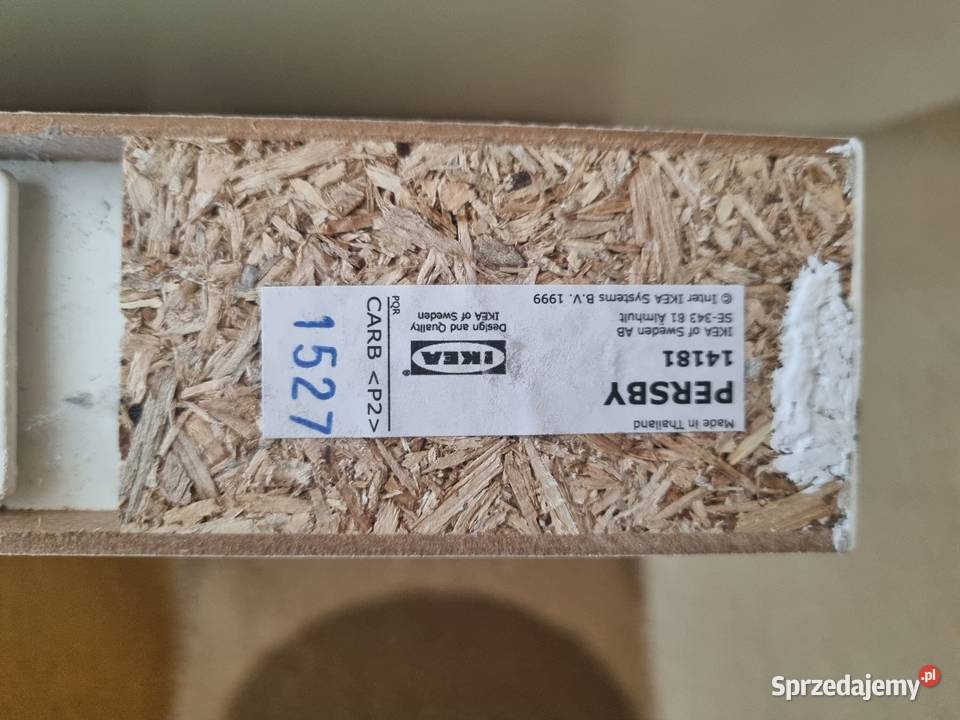 Made in Thailand
PERSBY
14181
IKEA of Sweden AB
SE-343 81 Älmhult
© Inter IKEA Systems B.V. 1999
IKEA®
Design and Quality
IKEA of Sweden
PQR
CARB <P2>
1527
Sprzedajemy.pl